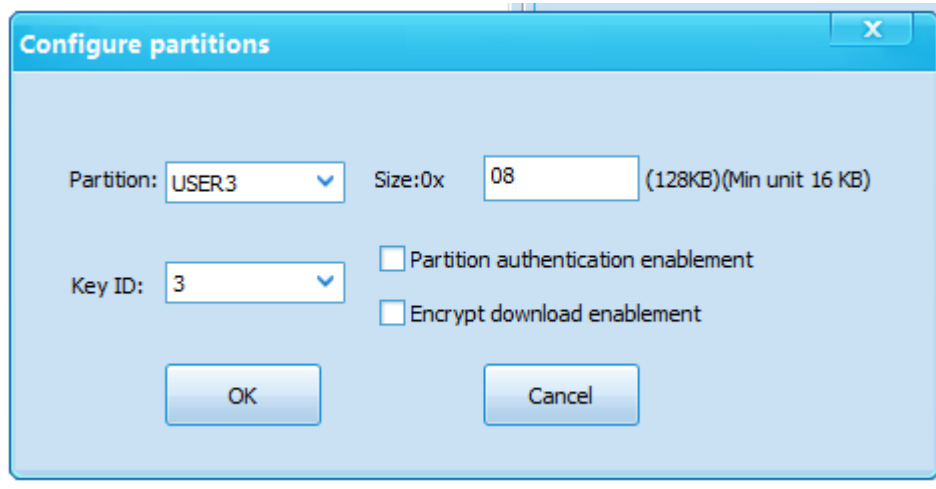 Configure partitions
X
Partition: USER3 Size:0x 08 (128KB)(Min unit 16 KB)
Partition authentication enablement
Key ID: 3
Encrypt download enablement
OK Cancel